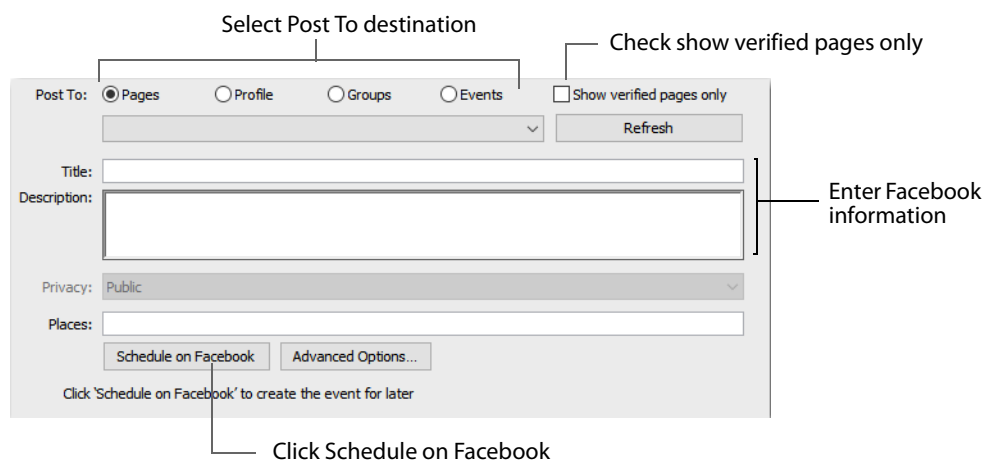 Select Post To destination
Check show verified pages only
Post To: Pages Profile Groups Events Show verified pages only
Refresh
Title:
Description:
Enter Facebook
information
Privacy: Public
Places:
Schedule on Facebook Advanced Options...
Click 'Schedule on Facebook' to create the event for later
Click Schedule on Facebook